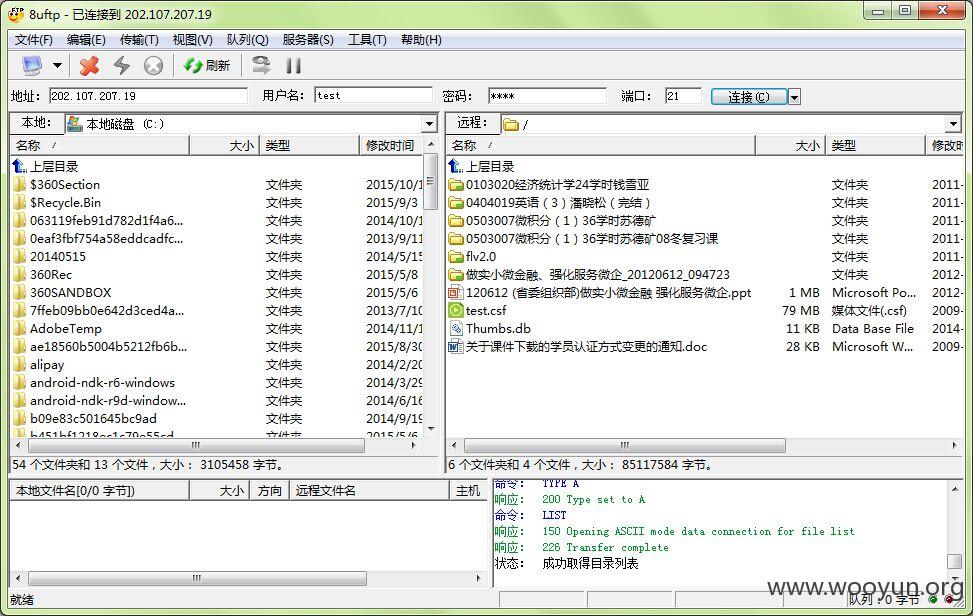 8uftp - 已连接到 202.107.207.19
文件(F) 编辑(E) 传输(T) 视图(V) 队列(Q) 服务器(S) 工具(T) 帮助(H)
刷新
地址: 202.107.207.19 用户名: test 密码: **** 端口: 21 连接(C)
本地: 本地磁盘 (C:)
名称 大小 类型 修改时间
上层目录
$360Section 文件夹 2015/10/1
$Recycle.Bin 文件夹 2015/9/3
063119feb91d782d1f4a6... 文件夹 2014/10/1
0eaf3fbf754a58eddcadfc... 文件夹 2013/9/11
20140515 文件夹 2014/5/15
360Rec 文件夹 2015/5/8
360SANDBOX 文件夹 2015/5/6
7ffeb09bb0e642d3ced4a... 文件夹 2013/7/10
AdobeTemp 文件夹 2014/11/1
ae18560b5004b5212fb6b... 文件夹 2015/8/30
alipay 文件夹 2014/2/20
android-ndk-r6-windows 文件夹 2014/3/29
android-ndk-r9d-window... 文件夹 2014/6/16
b09e83c501645bc9ad 文件夹 2014/9/19
b451bf1218ec1c79e55cd 文件夹 2015/5/6
54 个文件夹和 13 个文件，大小： 3105458 字节。
远程: /
名称 大小 类型 修改时
上层目录
0103020经济统计学24学时钱雪亚 文件夹 2011-
0404019英语（3）潘晓松（完结） 文件夹 2011-
0503007微积分（1）36学时苏德矿 文件夹 2011-
0503007微积分（1）36学时苏德矿08冬复习课 文件夹 2011-
flv2.0 文件夹 2011-
做实小微金融、强化服务微企_20120612_094723 文件夹 2012-
120612 (省委组织部)做实小微金融 强化服务微企.ppt 1 MB Microsoft Po... 2012-
test.csf 79 MB 媒体文件(.csf) 2009-
Thumbs.db 11 KB Data Base File 2014-
关于课件下载的学员认证方式变更的通知.doc 28 KB Microsoft W... 2009-
6 个文件夹和 4 个文件，大小： 85117584 字节。
本地文件名[0/0 字节]) 大小 方向 远程文件名 主机
命令: TYPE A
响应: 200 Type set to A
命令: LIST
响应: 150 Opening ASCII mode data connection for file list
响应: 226 Transfer complete
状态: 成功取得目录列表
www.wooyun.org
就绪 队列：0 字节